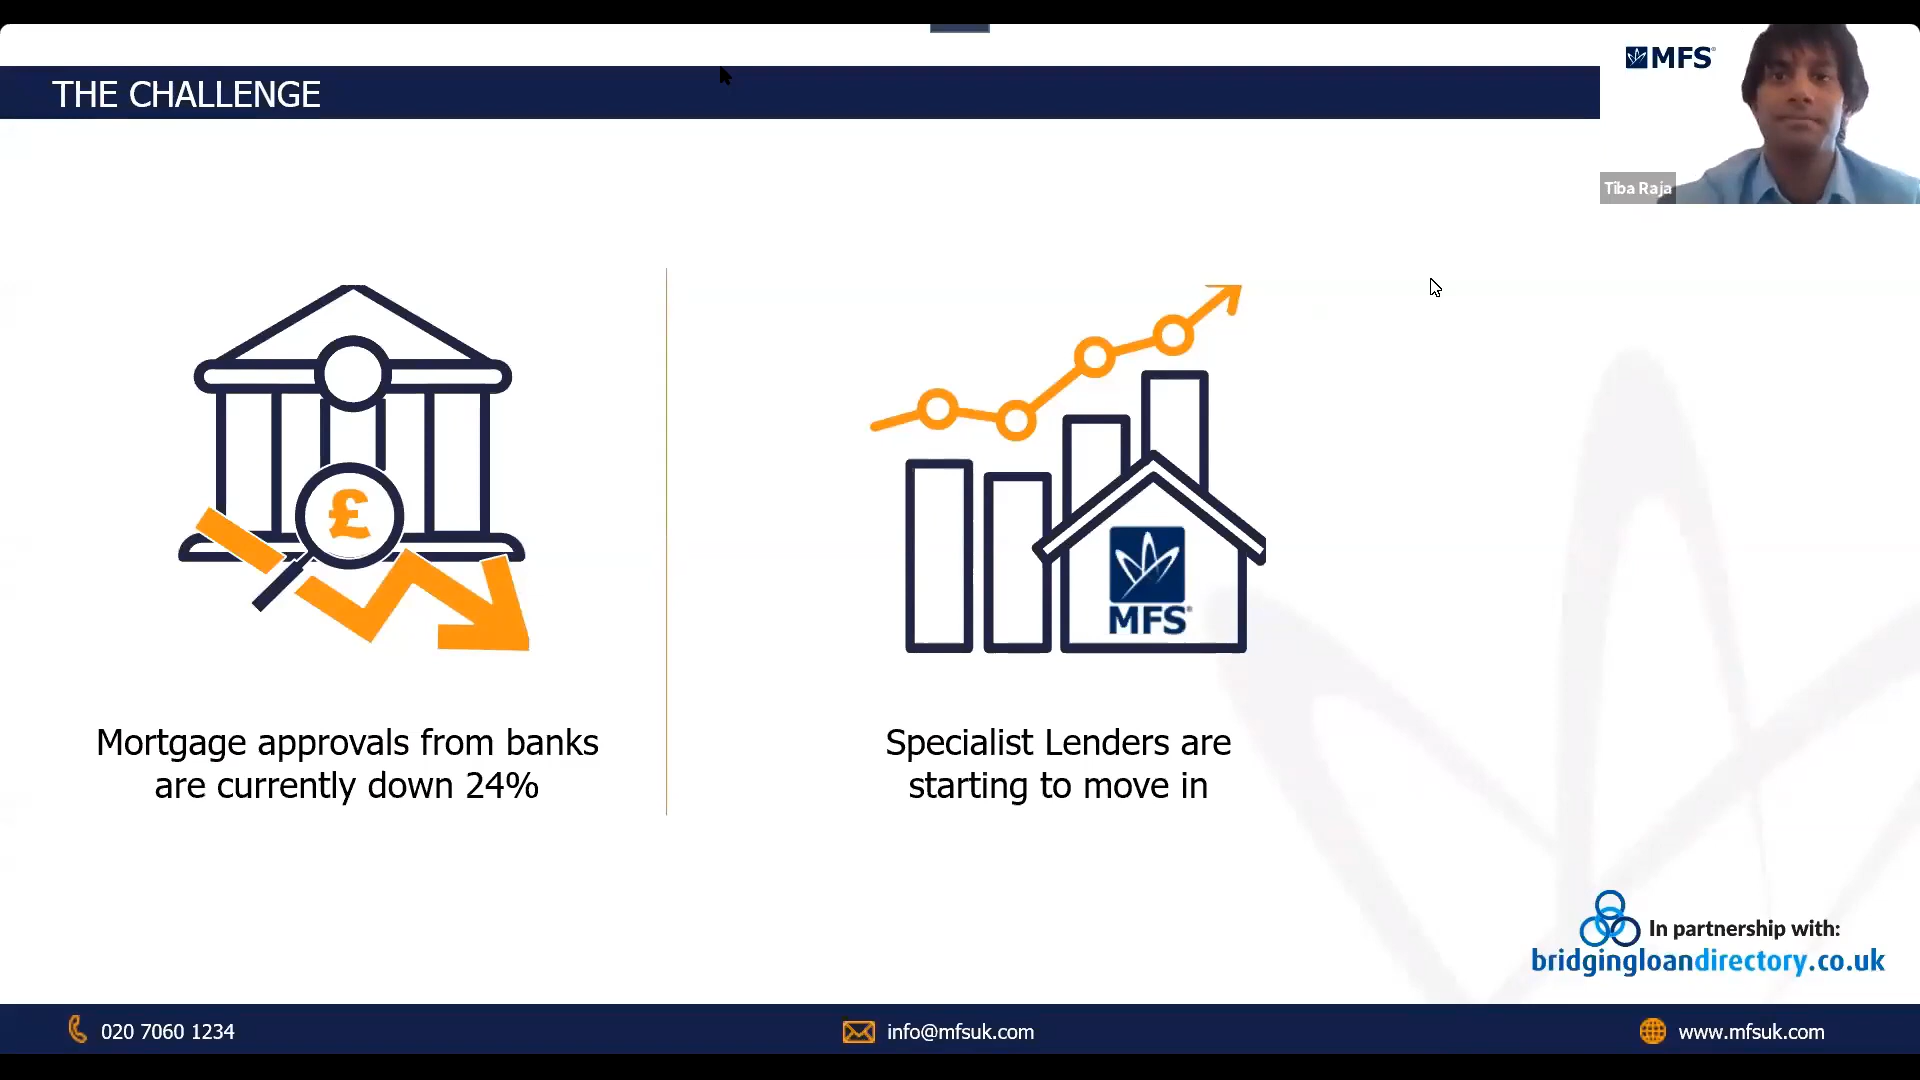 MFS®
THE CHALLENGE
Tiba Raja
£
MFS®
Mortgage approvals from banks
are currently down 24%
Specialist Lenders are
starting to move in
In partnership with:
bridgingloandirectory.co.uk
020 7060 1234
info@mfsuk.com
www.mfsuk.com